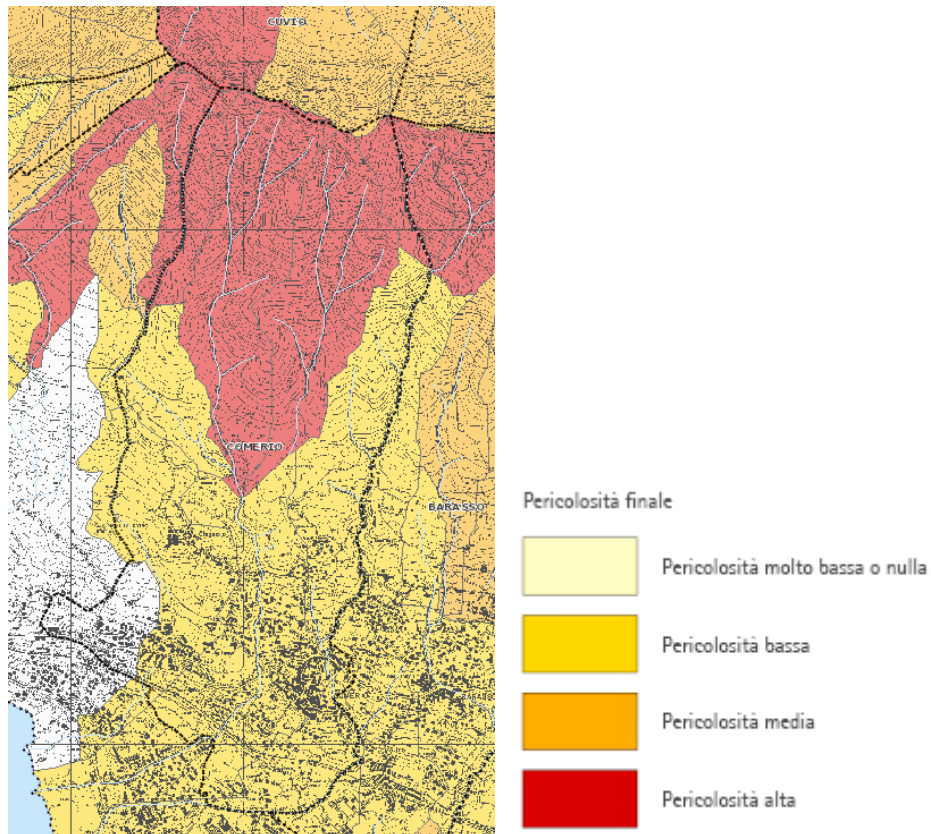 CUVIO
COMERIO
BARASSO
Pericolosità finale
Pericolosità molto bassa o nulla
Pericolosità bassa
Pericolosità media
Pericolosità alta